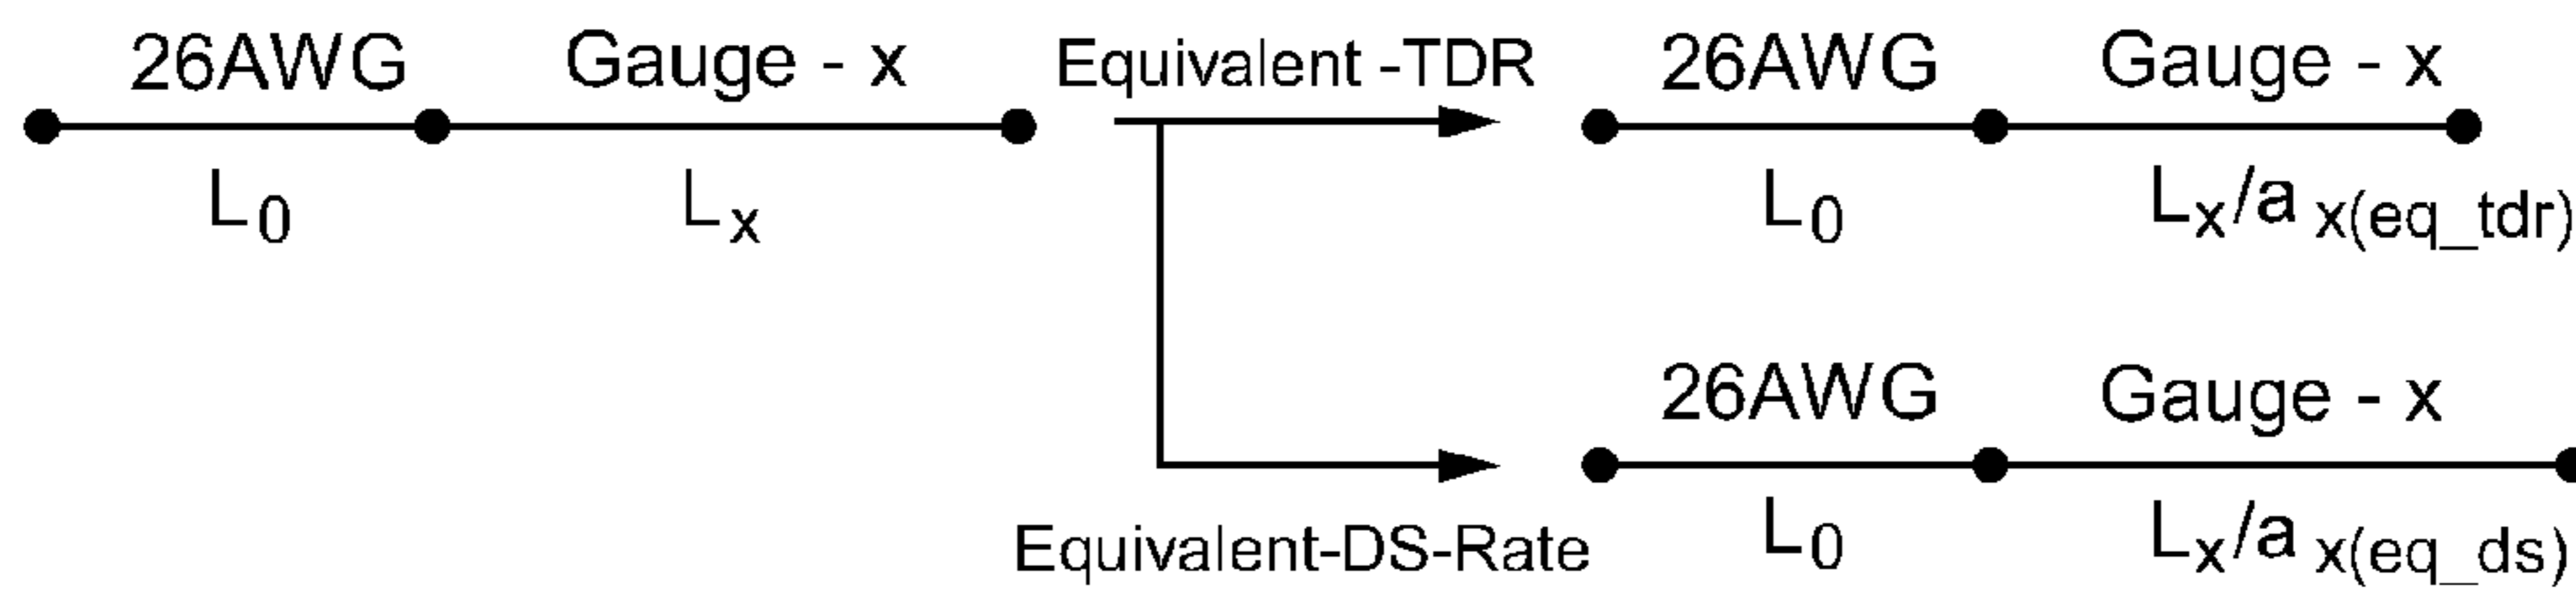 26AWG Gauge - x Equivalent -TDR 26AWG Gauge - x
L0 Lx L0 Lx/a x(eq_tdr)
26AWG Gauge - x
Equivalent-DS-Rate L0 Lx/a x(eq_ds)